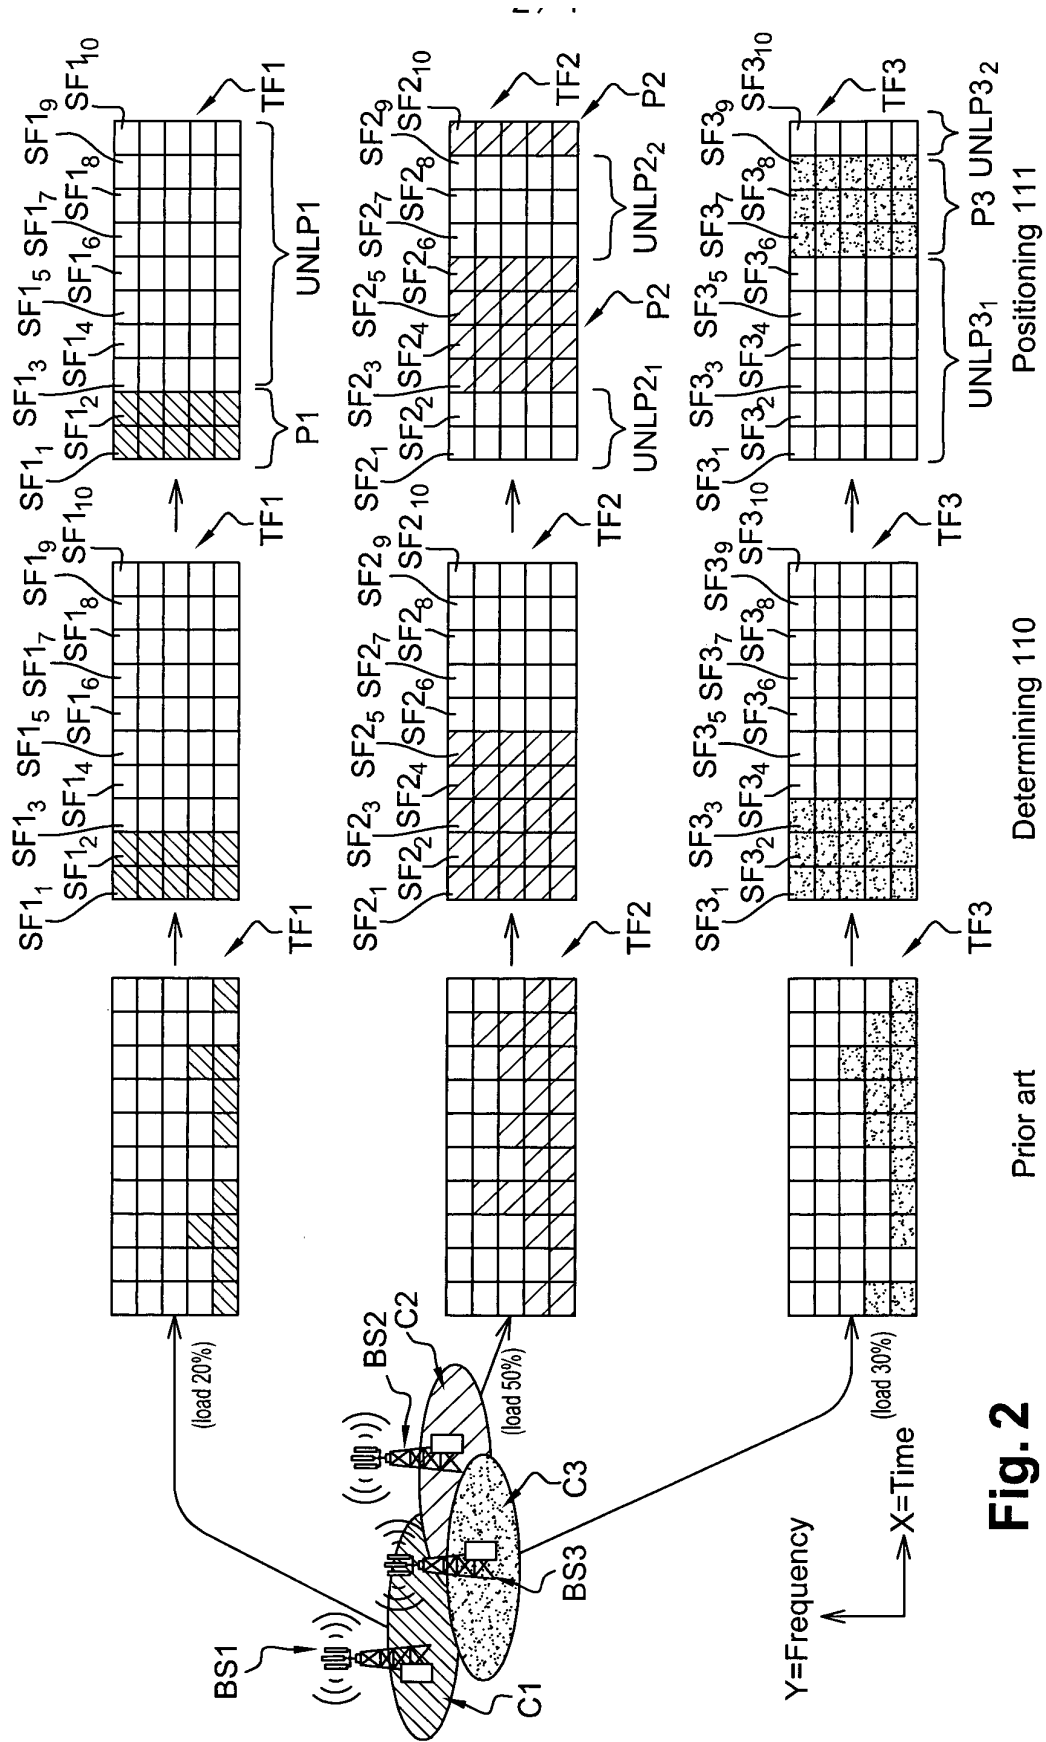 BS1
C1
BS2
C2
C3
BS3
Y=Frequency
X=Time
(load 20%)
(load 50%)
(load 30%)
TF1
TF2
TF3
Prior art
SF1₁ SF1₂ SF1₃ SF1₄ SF1₅ SF1₆ SF1₇ SF1₈ SF1₉ SF1₁₀
TF1
SF2₁ SF2₂ SF2₃ SF2₄ SF2₅ SF2₆ SF2₇ SF2₈ SF2₉ SF2₁₀
TF2
SF3₁ SF3₂ SF3₃ SF3₄ SF3₅ SF3₆ SF3₇ SF3₈ SF3₉ SF3₁₀
TF3
Determining 110
SF1₁ SF1₂ SF1₃ SF1₄ SF1₅ SF1₆ SF1₇ SF1₈ SF1₉ SF1₁₀
TF1
P1
UNLP1
SF2₁ SF2₂ SF2₃ SF2₄ SF2₅ SF2₆ SF2₇ SF2₈ SF2₉ SF2₁₀
TF2
UNLP2₁
P2
UNLP2₂
P2
SF3₁ SF3₂ SF3₃ SF3₄ SF3₅ SF3₆ SF3₇ SF3₈ SF3₉ SF3₁₀
TF3
UNLP3₁
P3
UNLP3₂
Positioning 111
Fig. 2